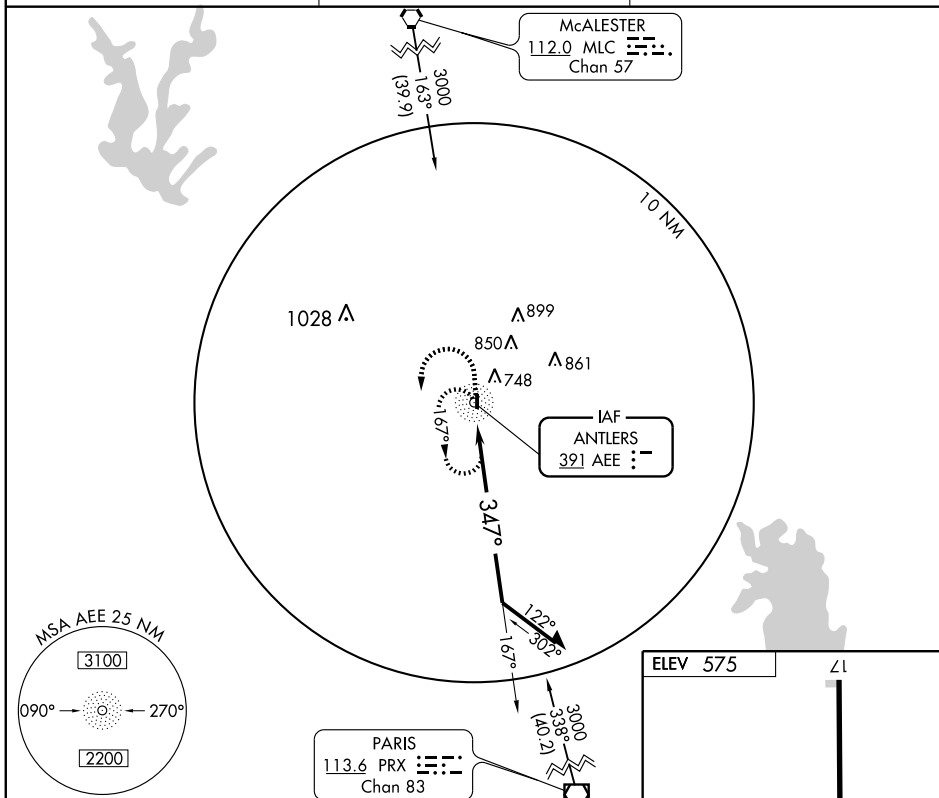 McALESTER
112.0 MLC
Chan 57
3000
163°
(39.9)
10 NM
1028
899
850
861
748
IAF
ANTLERS
391 AEE
167°
347°
122°
302°
167°
MSA AEE 25 NM
3100
090°
270°
2200
3000
338°
(40.2)
PARIS
113.6 PRX
Chan 83
ELEV 575
17